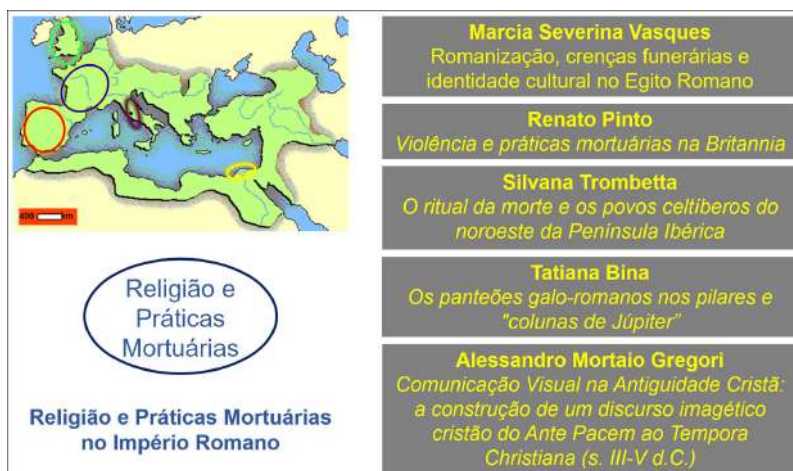 400 km
Religião e
Práticas
Mortuárias
Religião e Práticas Mortuárias
no Império Romano
Marcia Severina Vasques
Romanização, crenças funerárias e
identidade cultural no Egito Romano
Renato Pinto
Violência e práticas mortuárias na Britannia
Silvana Trombetta
O ritual da morte e os povos celtíberos do
noroeste da Península Ibérica
Tatiana Bina
Os panteões galo-romanos nos pilares e
"colunas de Júpiter”
Alessandro Mortaio Gregori
Comunicação Visual na Antiguidade Cristã:
a construção de um discurso imagético
cristão do Ante Pacem ao Tempora
Christiana (s. III-V d.C.)